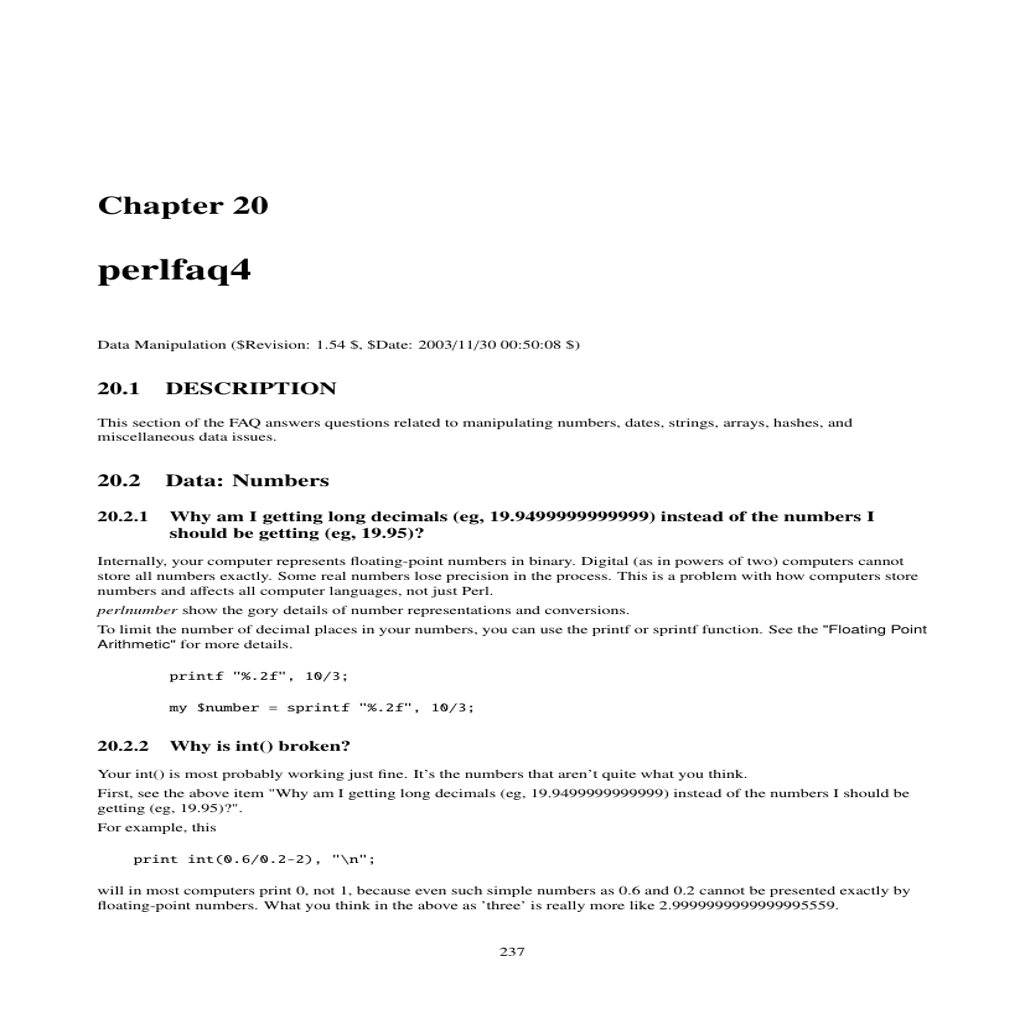 Chapter 20
perlfaq4
Data Manipulation ($Revision: 1.54 $, $Date: 2003/11/30 00:50:08 $)
20.1 DESCRIPTION
This section of the FAQ answers questions related to manipulating numbers, dates, strings, arrays, hashes, and
miscellaneous data issues.
20.2 Data: Numbers
20.2.1 Why am I getting long decimals (eg, 19.9499999999999) instead of the numbers I
should be getting (eg, 19.95)?
Internally, your computer represents floating-point numbers in binary. Digital (as in powers of two) computers cannot
store all numbers exactly. Some real numbers lose precision in the process. This is a problem with how computers store
numbers and affects all computer languages, not just Perl.
perlnumber show the gory details of number representations and conversions.
To limit the number of decimal places in your numbers, you can use the printf or sprintf function. See the "Floating Point
Arithmetic" for more details.
printf "%.2f", 10/3;
my $number = sprintf "%.2f", 10/3;
20.2.2 Why is int() broken?
Your int() is most probably working just fine. It's the numbers that aren't quite what you think.
First, see the above item "Why am I getting long decimals (eg, 19.9499999999999) instead of the numbers I should be
getting (eg, 19.95)?".
For example, this
print int(0.6/0.2-2), "\n";
will in most computers print 0, not 1, because even such simple numbers as 0.6 and 0.2 cannot be presented exactly by
floating-point numbers. What you think in the above as 'three' is really more like 2.9999999999999995559.
237